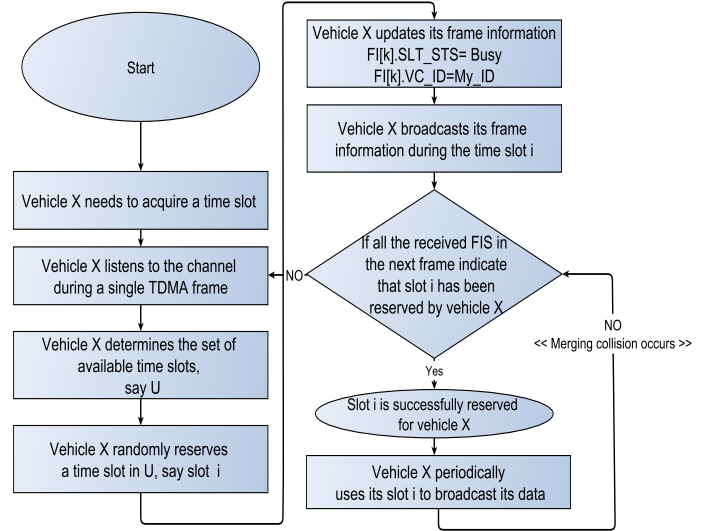 Start
Vehicle X needs to acquire a time slot
Vehicle X listens to the channel
during a single TDMA frame
Vehicle X determines the set of
available time slots,
say U
Vehicle X randomly reserves
a time slot in U, say slot i
Vehicle X updates its frame information
FI[k].SLT_STS= Busy
FI[k].VC_ID=My_ID
Vehicle X broadcasts its frame
information during the time slot i
If all the received FIS in
the next frame indicate
that slot i has been
reserved by vehicle X
NO
Yes
Slot i is successfully reserved
for vehicle X
Vehicle X periodically
uses its slot i to broadcast its data
NO
<< Merging collision occurs >>